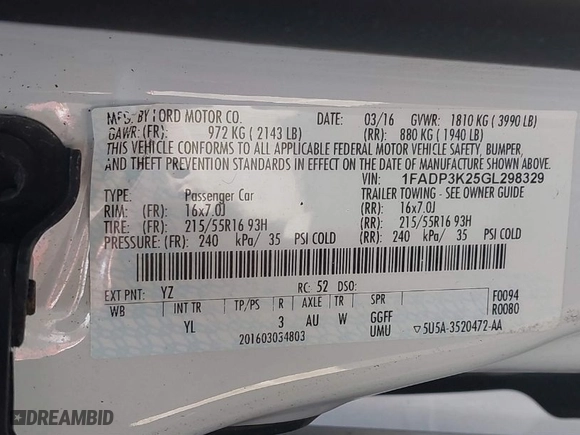 MFG. BY FORD MOTOR CO. DATE: 03/16 GVWR: 1810 KG ( 3990 LB)
GAWR: (FR): 972 KG ( 2143 LB) (RR): 880 KG ( 1940 LB)
THIS VEHICLE CONFORMS TO ALL APPLICABLE FEDERAL MOTOR VEHICLE SAFETY, BUMPER,
AND THEFT PREVENTION STANDARDS IN EFFECT ON THE DATE OF MANUFACTURE SHOWN ABOVE.
VIN: 1FADP3K25GL298329
TYPE: Passenger Car TRAILER TOWING - SEE OWNER GUIDE
RIM: (FR): 16x7.0J (RR): 16x7.0J
TIRE: (FR): 215/55R16 93H (RR): 215/55R16 93H
PRESSURE: (FR): 240 kPa/ 35 PSI COLD (RR): 240 kPa/ 35 PSI COLD
EXT PNT: YZ RC: 52 DSO: F0094
WB INT TR TP/PS R AXLE TR SPR R0080
YL 3 AU W GGFF
UMU
201603034803 ▽5U5A-3520472-AA
DREAMBID